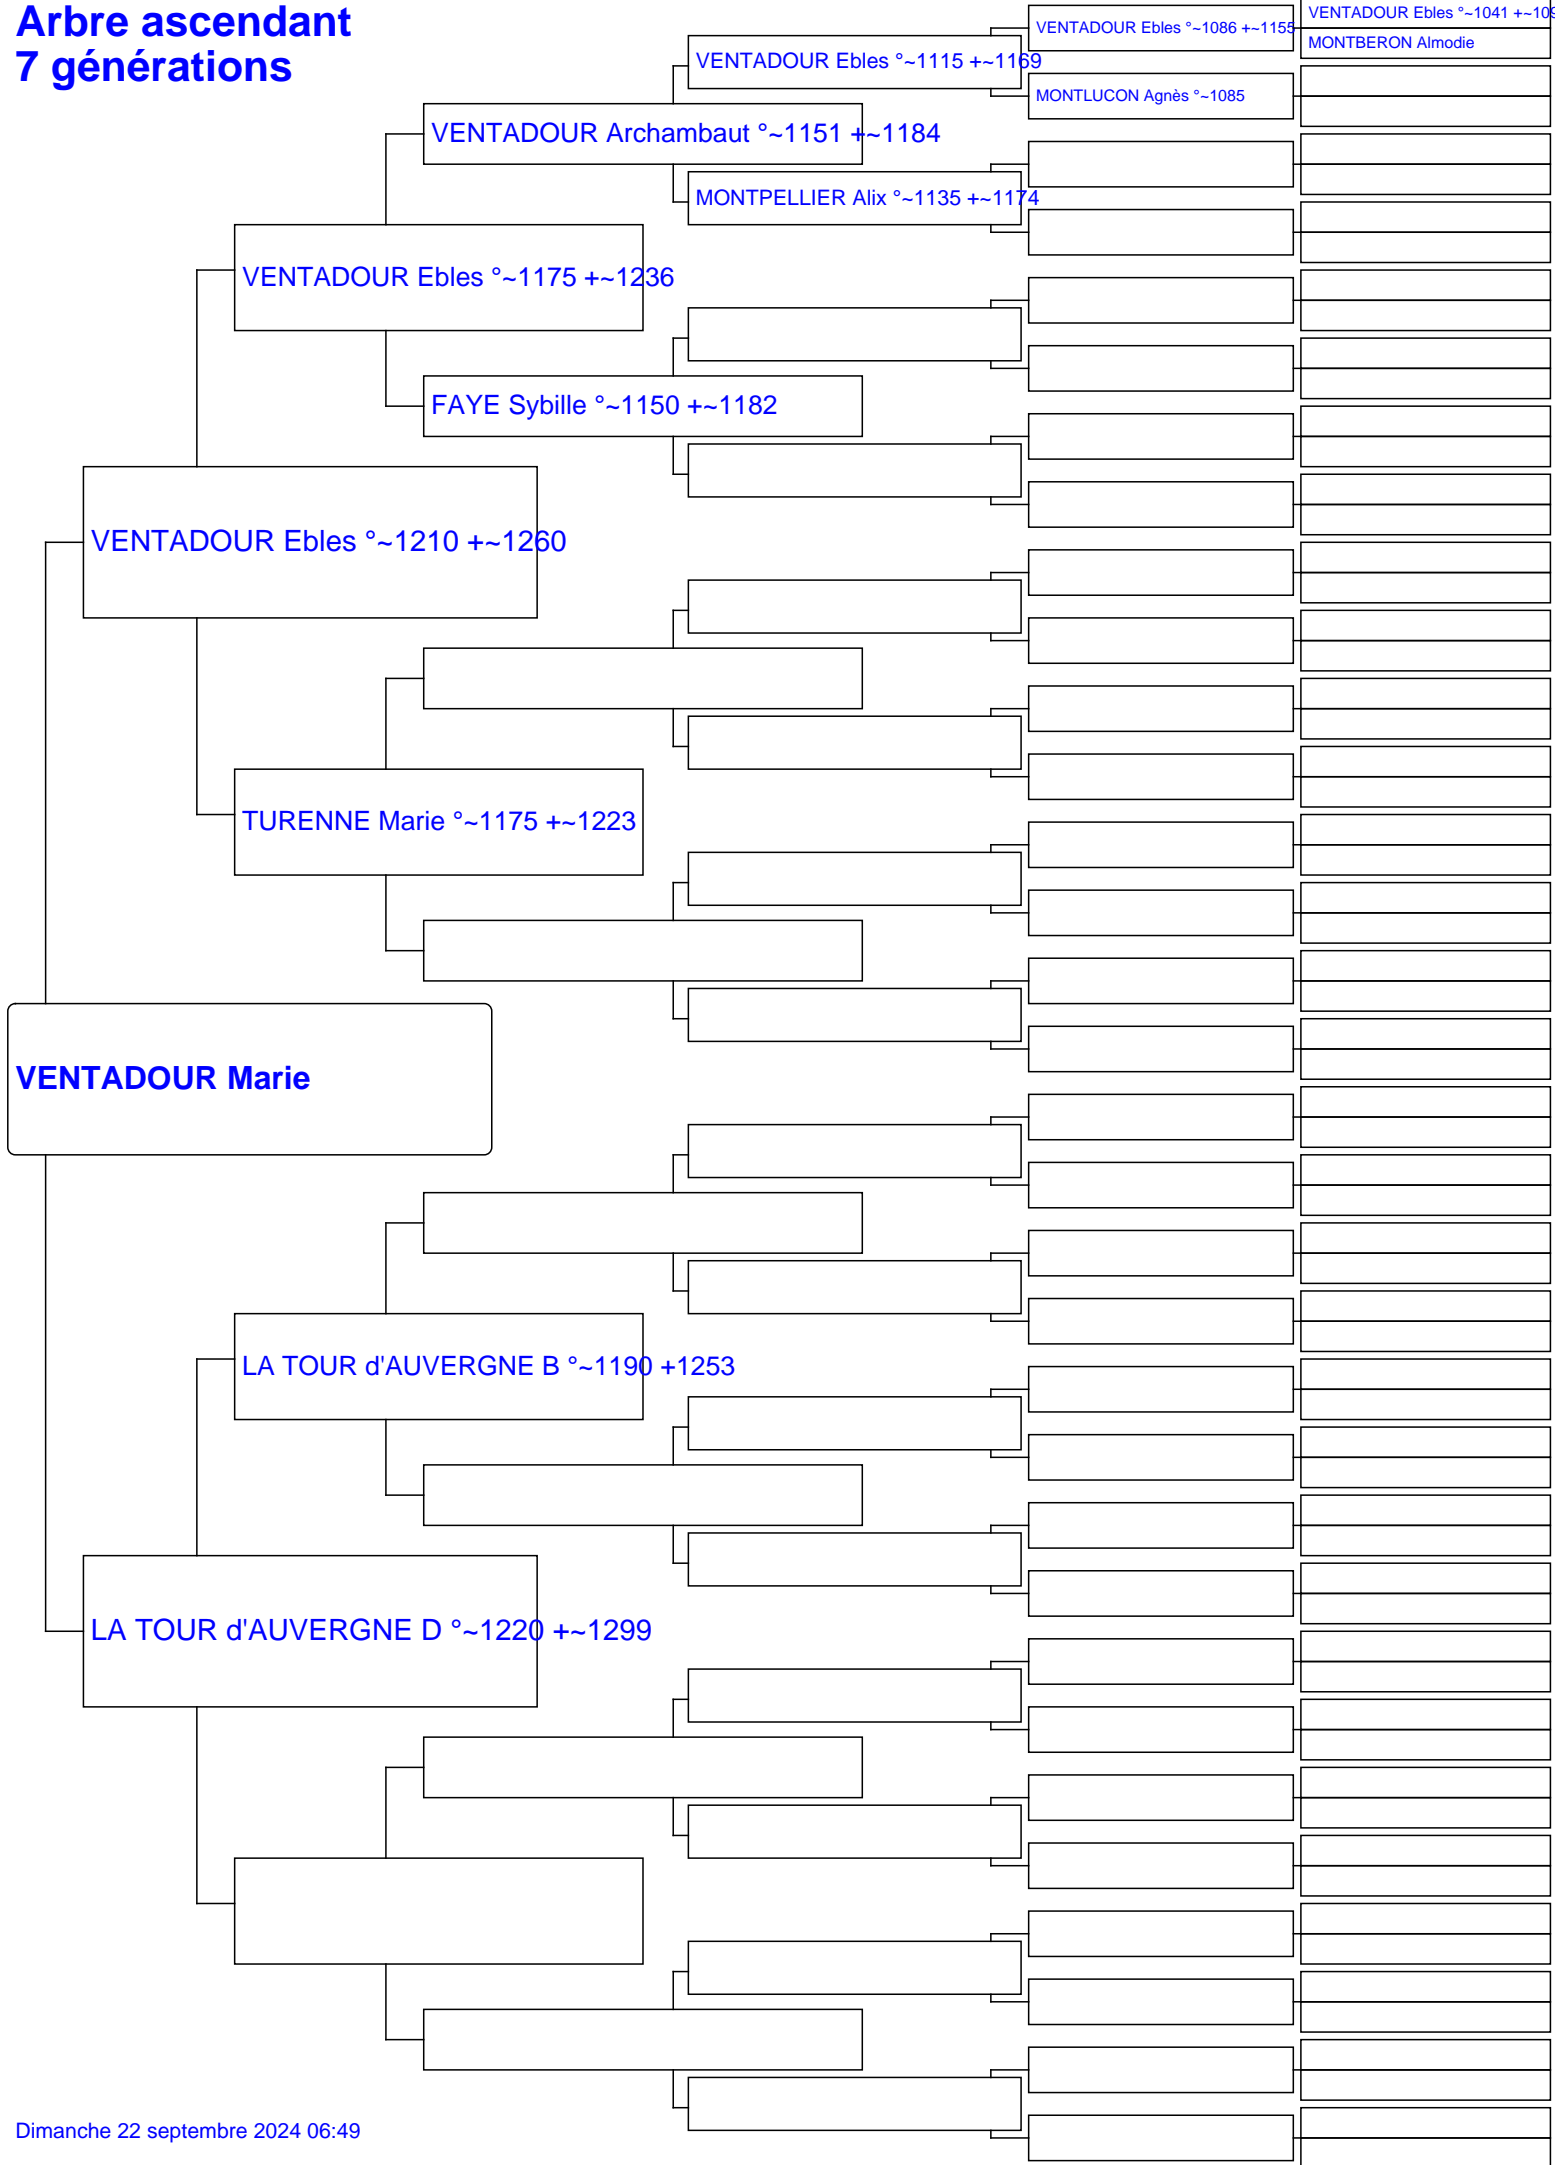 Arbre ascendant
7 générations
VENTADOUR Ebles °~1041
MONTBERON Almodie
VENTADOUR Ebles °~1086 +~1155
VENTADOUR Ebles °~1115 +~1169
MONTLUCON Agnès °~1085
VENTADOUR Archambaut °~1151 +~1184
MONTPELLIER Alix °~1135 +~1174
VENTADOUR Ebles °~1175 +~1236
FAYE Sybille °~1150 +~1182
VENTADOUR Ebles °~1210 +~1260
TURENNE Marie °~1175 +~1223
VENTADOUR Marie
LA TOUR d'AUVERGNE B °~1190 +1253
LA TOUR d'AUVERGNE D °~1220 +~1299
Dimanche 22 septembre 2024 06:49